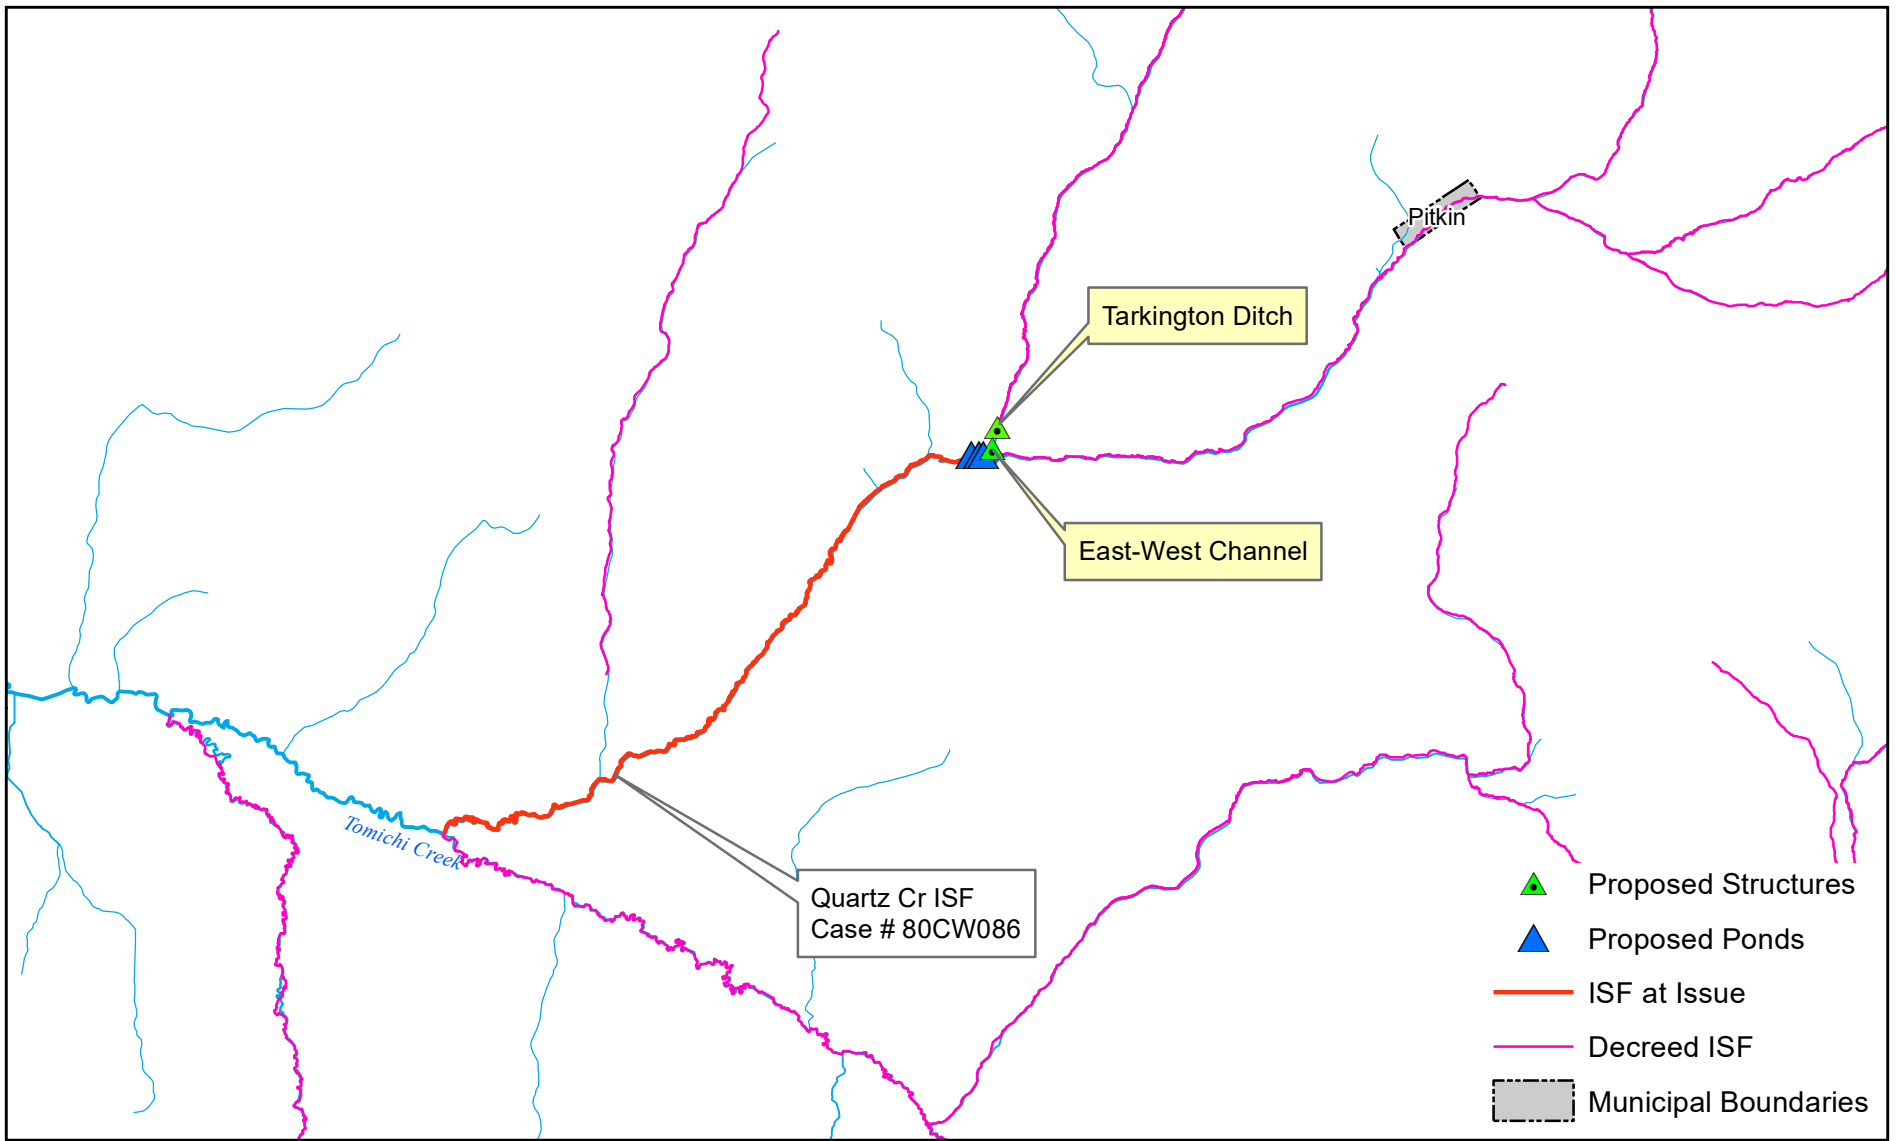 Pitkin
Tarkington Ditch
East-West Channel
Tomichi Creek
Quartz Cr ISF
Case # 80CW086
Proposed Structures
Proposed Ponds
ISF at Issue
Decreed ISF
Municipal Boundaries